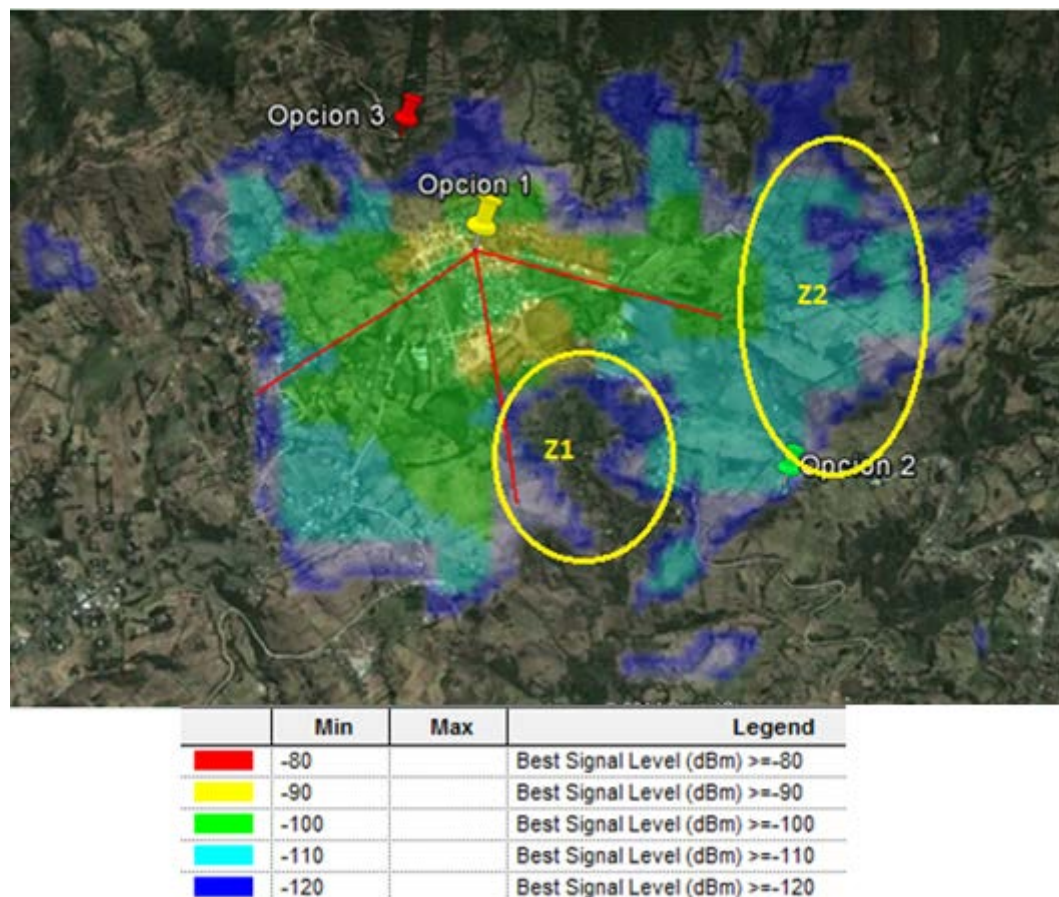 Opcion 3
Opcion 1
Z2
Z1
Opcion 2
Min Max Legend
-80 Best Signal Level (dBm) >=-80
-90 Best Signal Level (dBm) >=-90
-100 Best Signal Level (dBm) >=-100
-110 Best Signal Level (dBm) >=-110
-120 Best Signal Level (dBm) >=-120